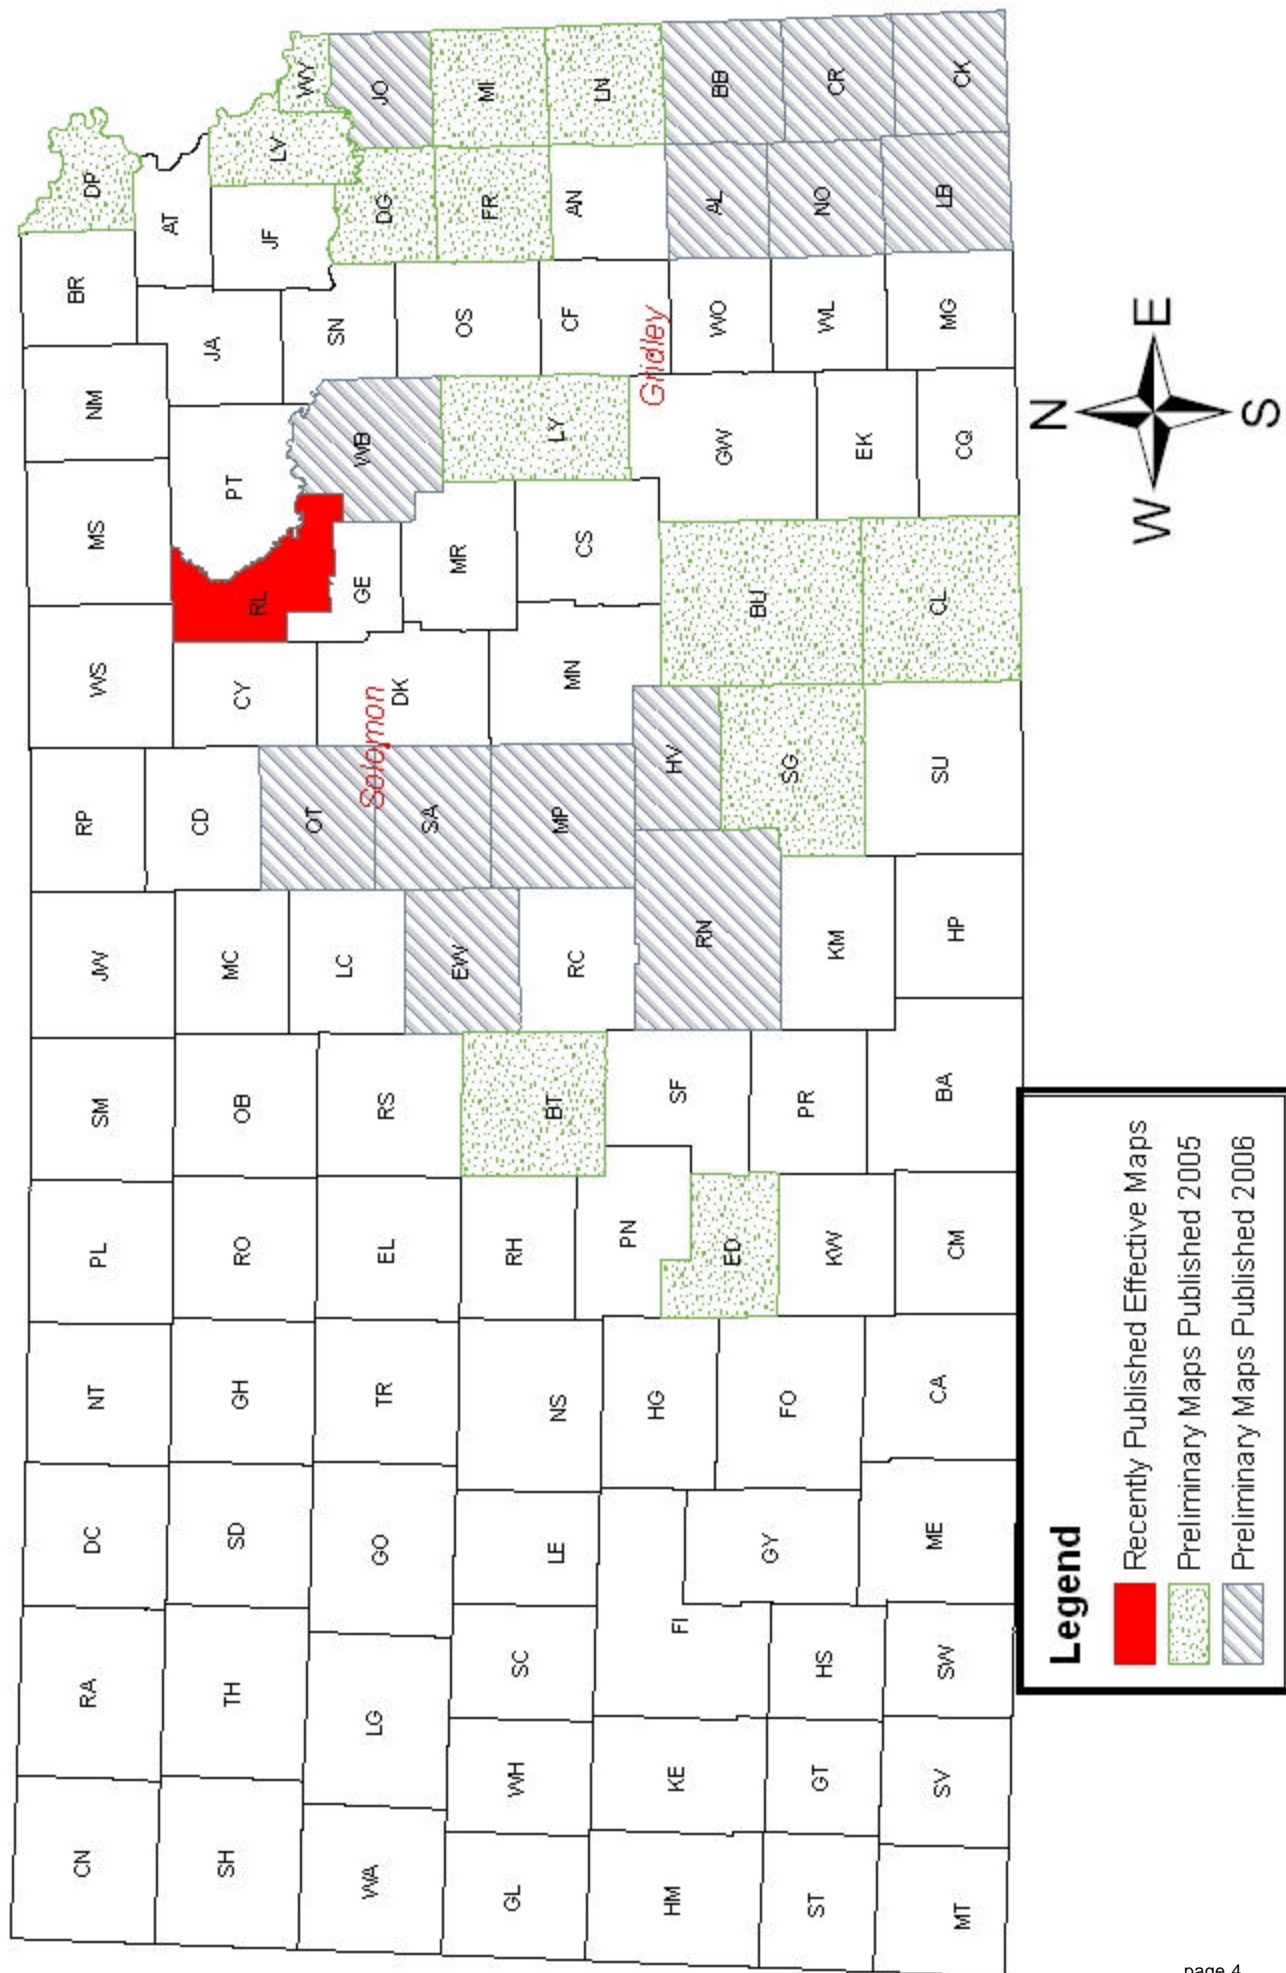 CN
RA
DC
NT
PL
SM
JW
RP
WS
MS
NM
BR
DP
SH
TH
SD
GH
RO
OB
MC
CD
CY
RL
PT
JA
AT
JF
LV
WY
WA
LG
GO
TR
EL
RS
LC
OT
Solomon
DK
GE
WB
SN
DG
JO
GL
WH
SC
LE
NS
RH
BT
EW
SA
MR
OS
FR
MI
RC
MP
MN
CS
LY
CF
AN
LN
HM
KE
FI
HG
PN
SF
RN
HV
BU
GW
Gridley
WO
AL
BB
ST
GT
HS
GY
FO
ED
PR
KM
SG
EK
WL
NO
CR
MT
SV
SW
ME
CA
KW
CM
BA
HP
SU
CL
CQ
MG
LB
CK
Legend
Recently Published Effective Maps
Preliminary Maps Published 2005
Preliminary Maps Published 2006
N
W
E
S
page 4